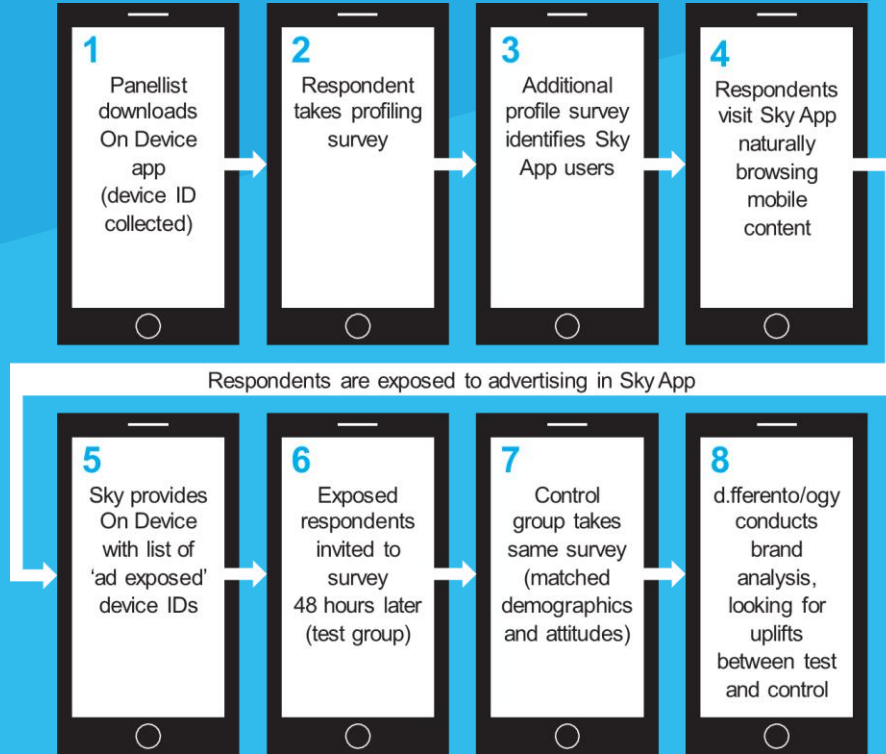 1
Panellist
downloads
On Device
app
(device ID
collected)
2
Respondent
takes profiling
survey
3
Additional
profile survey
identifies Sky
App users
4
Respondents
visit Sky App
naturally
browsing
mobile
content
Respondents are exposed to advertising in Sky App
5
Sky provides
On Device
with list of
‘ad exposed’
device IDs
6
Exposed
respondents
invited to
survey
48 hours later
(test group)
7
Control
group takes
same survey
(matched
demographics
and attitudes)
8
d.fferento/ogy
conducts
brand
analysis,
looking for
uplifts
between test
and control